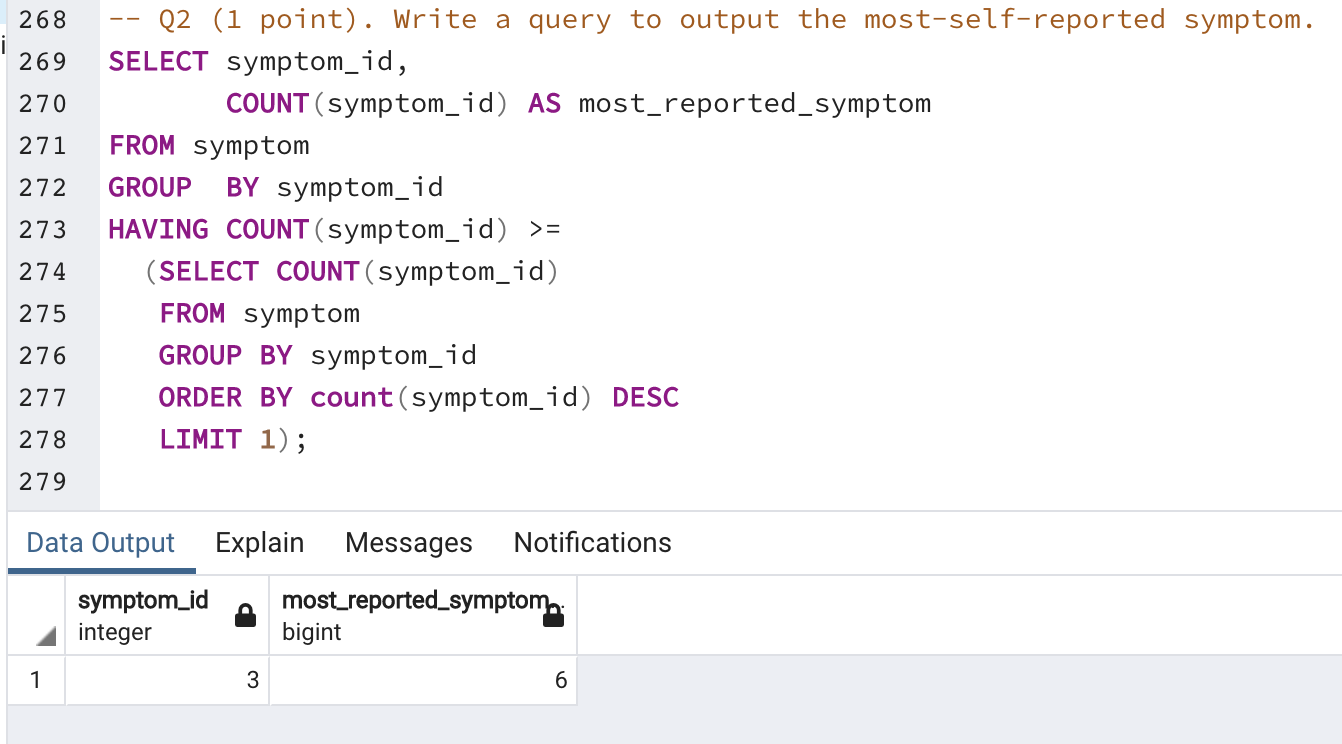 268 -- Q2 (1 point). Write a query to output the most-self-reported symptom.
269 SELECT symptom_id,
270 COUNT(symptom_id) AS most_reported_symptom
271 FROM symptom
272 GROUP  BY symptom_id
273 HAVING COUNT(symptom_id) >=
274 (SELECT COUNT(symptom_id)
275 FROM symptom
276 GROUP BY symptom_id
277 ORDER BY count(symptom_id) DESC
278 LIMIT 1);
279
Data Output Explain Messages Notifications
symptom_id most_reported_symptom
integer bigint
1 3 6